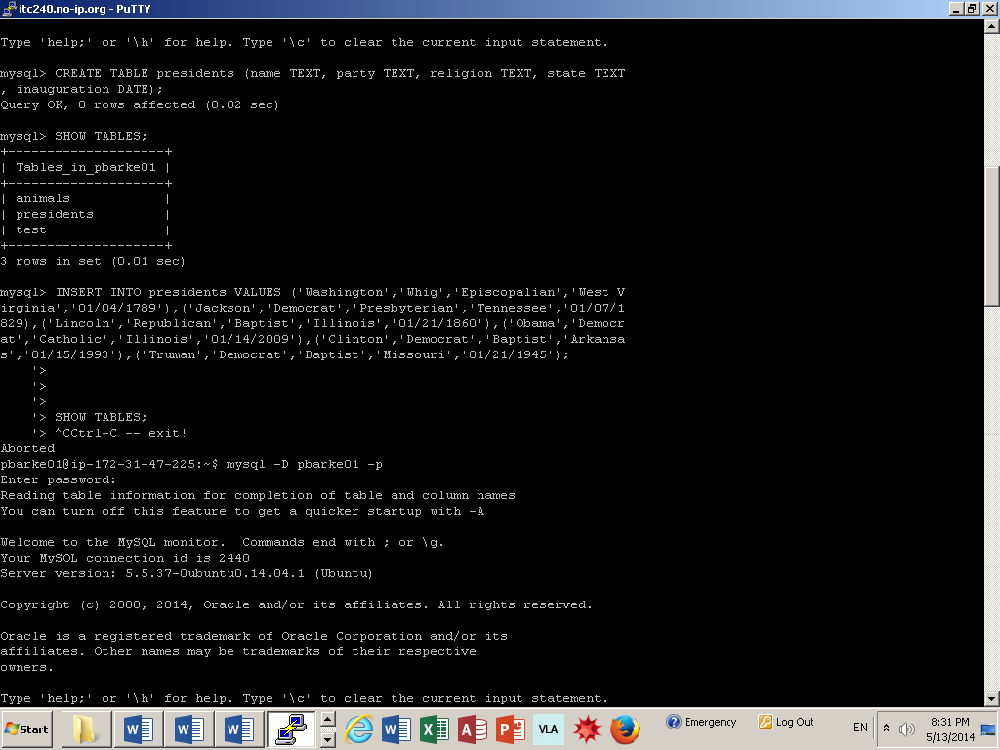 itc240.no-ip.org - PuTTY
Type 'help;' or '\h' for help. Type '\c' to clear the current input statement.
mysql> CREATE TABLE presidents (name TEXT, party TEXT, religion TEXT, state TEXT
, inauguration DATE);
Query OK, 0 rows affected (0.02 sec)
mysql> SHOW TABLES;
+--------------------+
| Tables_in_pbarke01 |
+--------------------+
| animals            |
| presidents         |
| test               |
+--------------------+
3 rows in set (0.01 sec)
mysql> INSERT INTO presidents VALUES ('Washington','Whig','Episcopalian','West V
irginia','01/04/1789'),('Jackson','Democrat','Presbyterian','Tennessee','01/07/1
829),('Lincoln','Republican','Baptist','Illinois','01/21/1860'),('Obama','Democr
at','Catholic','Illinois','01/14/2009'),('Clinton','Democrat','Baptist','Arkansa
s','01/15/1993'),('Truman','Democrat','Baptist','Missouri','01/21/1945');
    '>
    '>
    '>
    '> SHOW TABLES;
    '> ^CCtrl-C -- exit!
Aborted
pbarke01@ip-172-31-47-225:~$ mysql -D pbarke01 -p
Enter password:
Reading table information for completion of table and column names
You can turn off this feature to get a quicker startup with -A
Welcome to the MySQL monitor.  Commands end with ; or \g.
Your MySQL connection id is 2440
Server version: 5.5.37-0ubuntu0.14.04.1 (Ubuntu)
Copyright (c) 2000, 2014, Oracle and/or its affiliates. All rights reserved.
Oracle is a registered trademark of Oracle Corporation and/or its
affiliates. Other names may be trademarks of their respective
owners.
Type 'help;' or '\h' for help. Type '\c' to clear the current input statement.
Start
VLA
Emergency
Log Out
EN
8:31 PM
5/13/2014